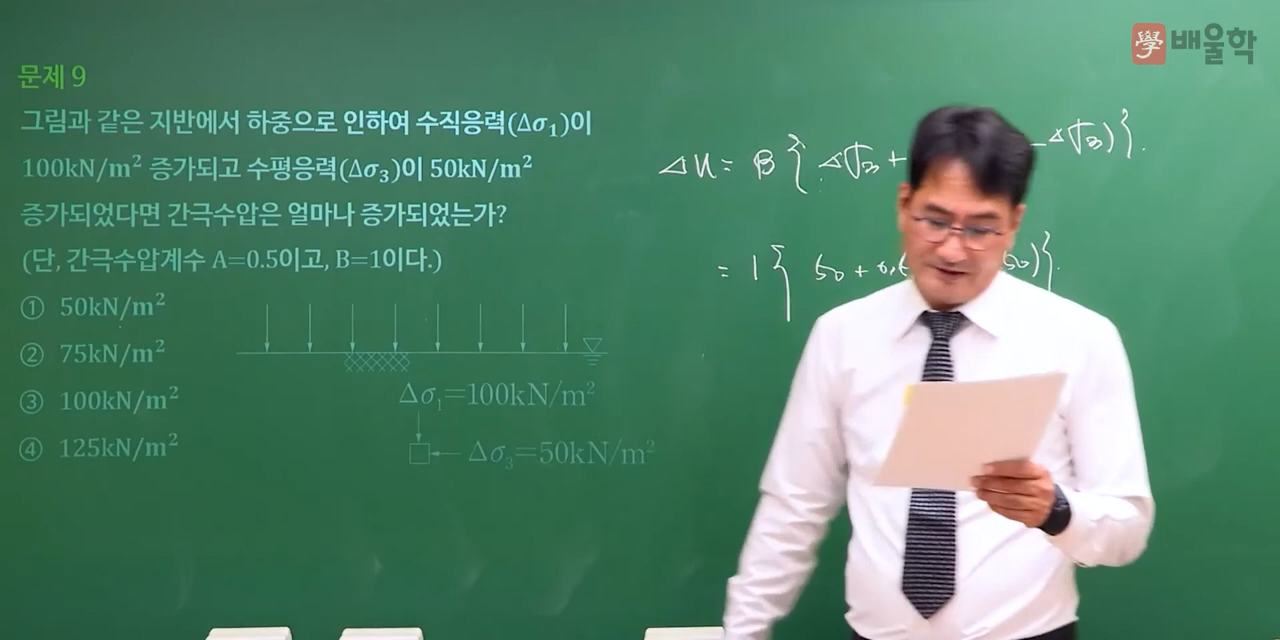 學 배울학
문제 9
그림과 같은 지반에서 하중으로 인하여 수직응력(Δσ₁)이
100kN/m² 증가되고 수평응력(Δσ₃)이 50kN/m²
증가되었다면 간극수압은 얼마나 증가되었는가?
(단, 간극수압계수 A=0.5이고, B=1이다.)
① 50kN/m²
② 75kN/m²
③ 100kN/m²
④ 125kN/m²
Δσ₁=100kN/m²
Δσ₃=50kN/m²
ΔU = B{Δσ₃ +
-Δσ₃)}.
= 1{ 50 + 0.
50)}.